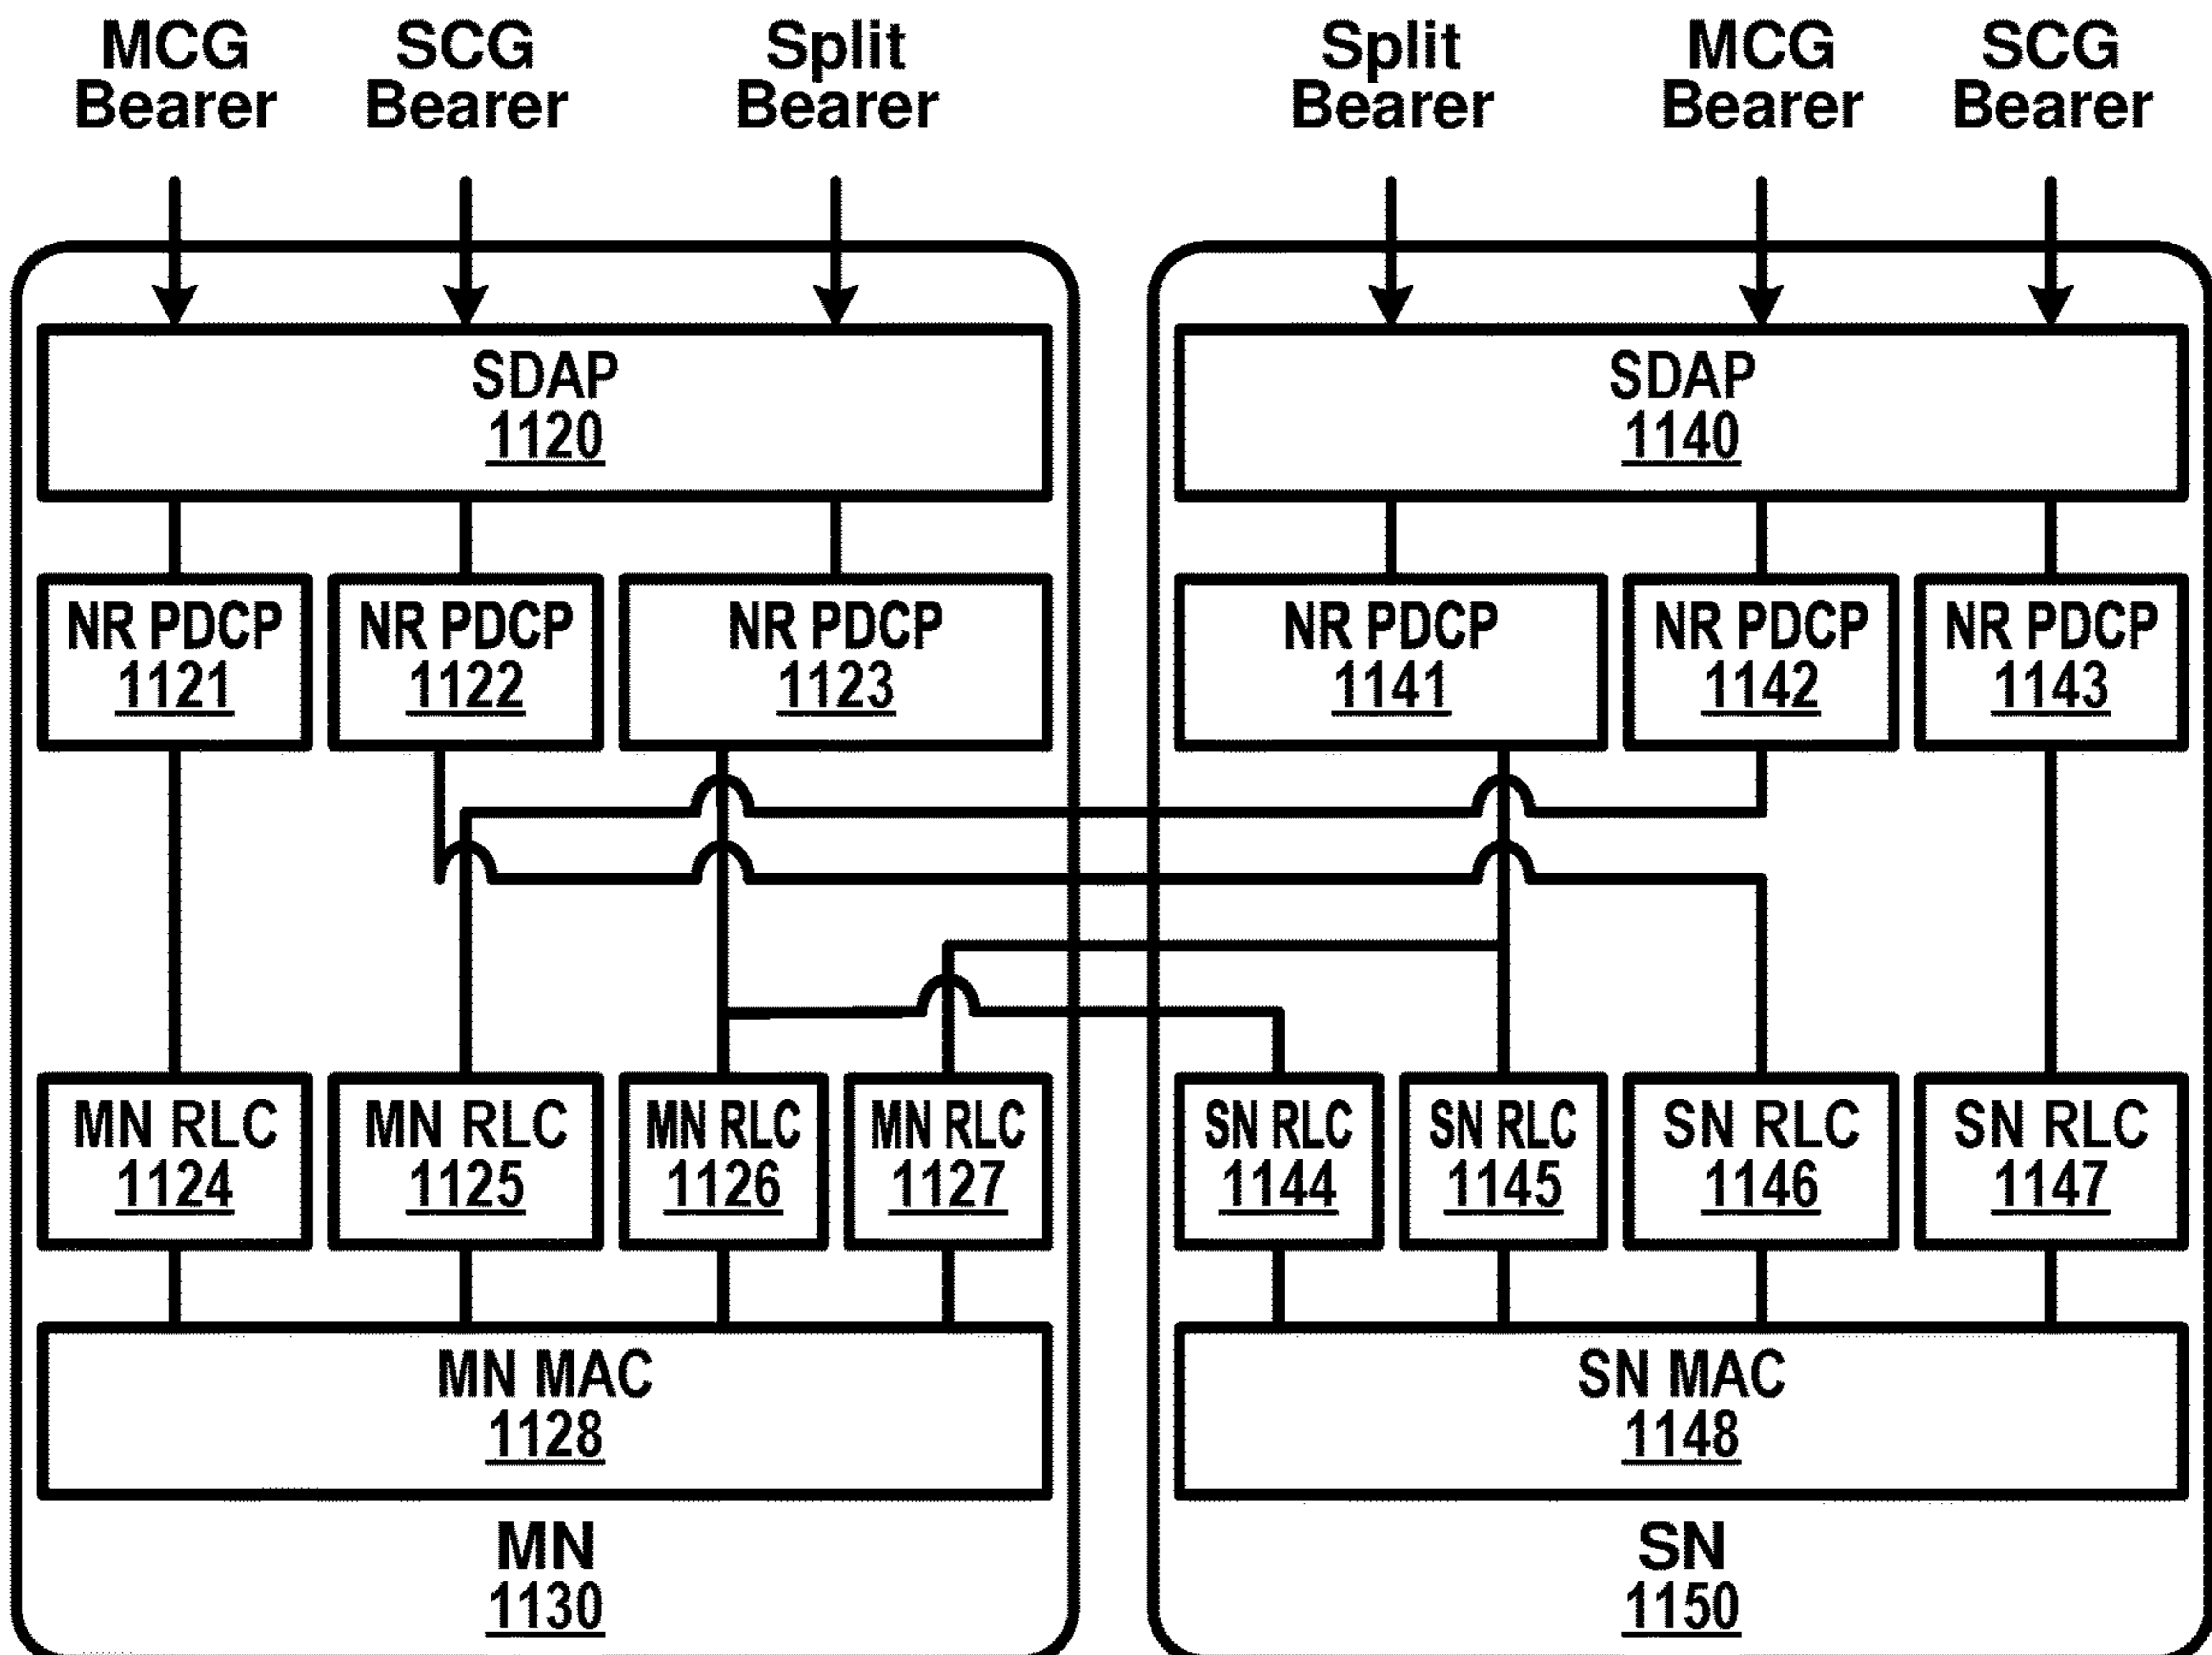 MCG
Bearer
SCG
Bearer
Split
Bearer
Split
Bearer
MCG
Bearer
SCG
Bearer
SDAP
1120
SDAP
1140
NR PDCP
1121
NR PDCP
1122
NR PDCP
1123
NR PDCP
1141
NR PDCP
1142
NR PDCP
1143
MN RLC
1124
MN RLC
1125
MN RLC
1126
MN RLC
1127
SN RLC
1144
SN RLC
1145
SN RLC
1146
SN RLC
1147
MN MAC
1128
SN MAC
1148
MN
1130
SN
1150